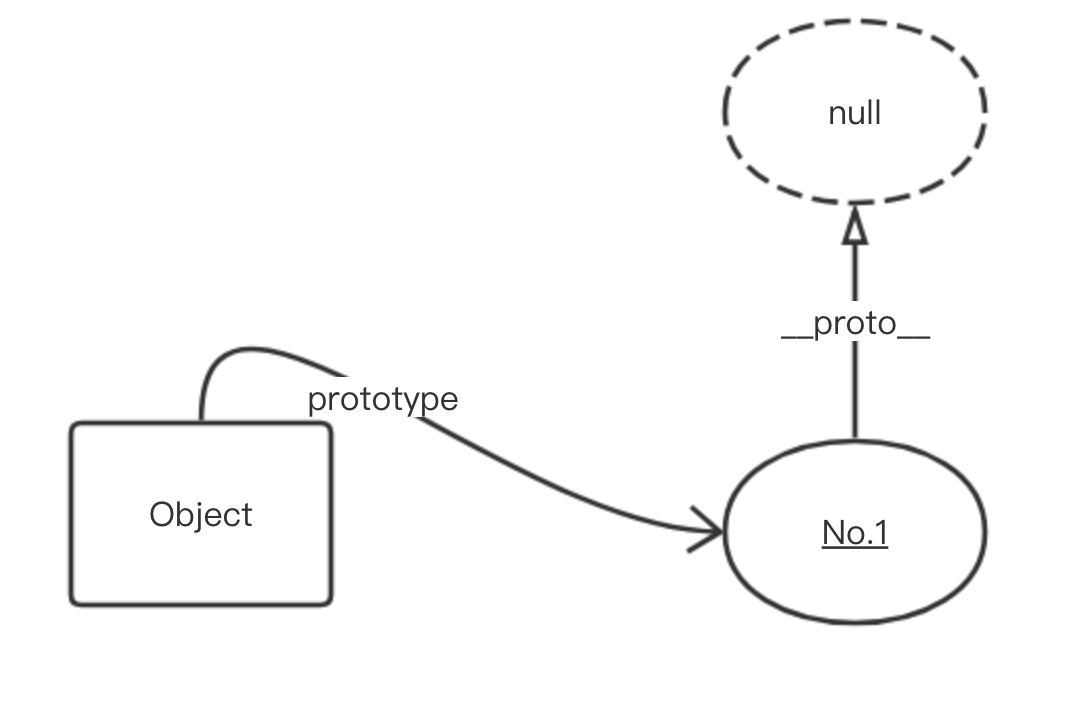 null
__proto__
prototype
Object
No.1